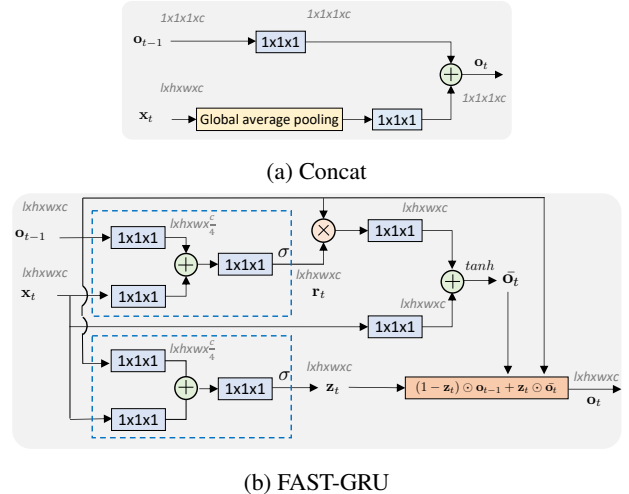 1x1x1xc 1x1x1xc
o_{t-1} 1x1x1
o_t
lxhxwxc 1x1x1xc
x_t Global average pooling 1x1x1
(a) Concat
lxhxwxc lxhxwxc/4 lxhxwxc
o_{t-1} 1x1x1 1x1x1 σ × 1x1x1
lxhxwxc lxhxwxc tanh ō_t
x_t 1x1x1 r_t lxhxwxc
1x1x1
lxhxwxc/4
1x1x1 lxhxwxc lxhxwxc
1x1x1 σ z_t (1 − z_t) ⊙ o_{t-1} + z_t ⊙ ō_t
1x1x1 o_t
(b) FAST-GRU